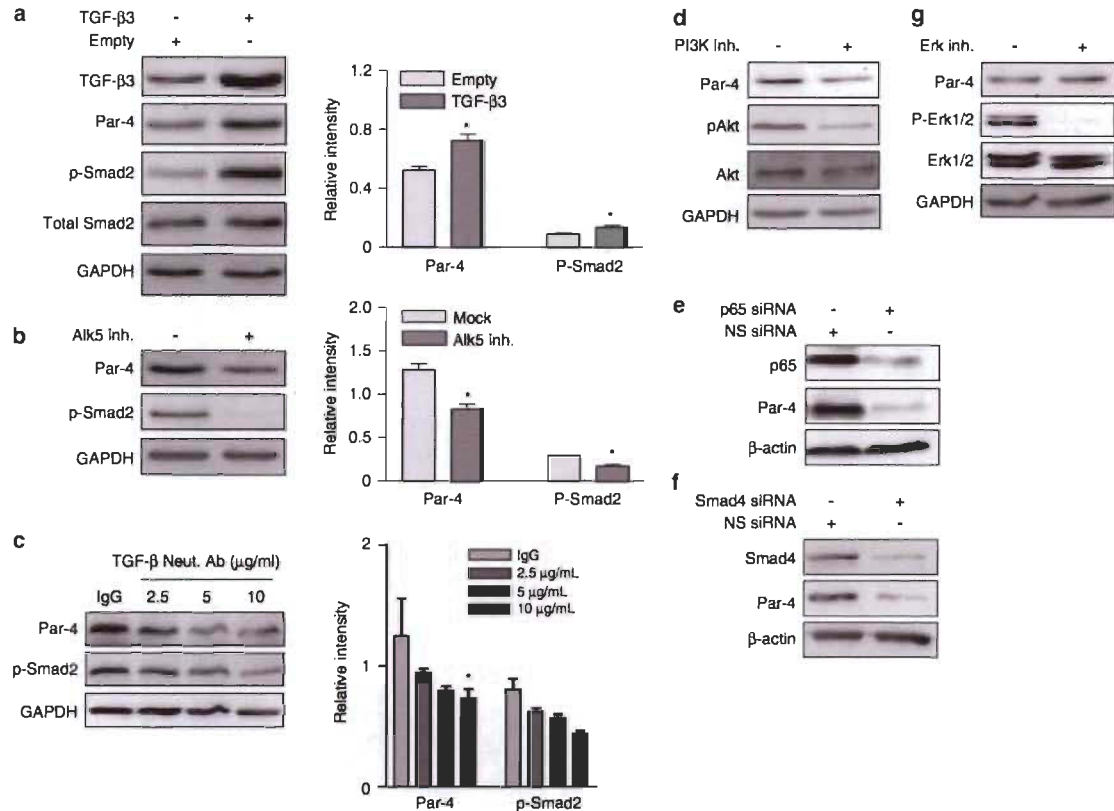 a
TGF-β3 - +
Empty + -
TGF-β3
Par-4
p-Smad2
Total Smad2
GAPDH
Relative intensity
1.2
0.8
0.4
0
Empty
TGF-β3
*
*
Par-4 P-Smad2
b
Alk5 inh. - +
Par-4
p-Smad2
GAPDH
Relative intensity
2.0
1.5
1.0
0.5
0
Mock
Alk5 inh.
*
*
Par-4 P-Smad2
c
TGF-β Neut. Ab (µg/ml)
IgG 2.5 5 10
Par-4
p-Smad2
GAPDH
Relative intensity
2
1
0
IgG
2.5 µg/mL
5 µg/mL
10 µg/mL
*
Par-4 p-Smad2
d
PI3K inh. - +
Par-4
pAkt
Akt
GAPDH
e
p65 siRNA - +
NS siRNA + -
p65
Par-4
β-actin
f
Smad4 siRNA - +
NS siRNA + -
Smad4
Par-4
β-actin
g
Erk inh. - +
Par-4
P-Erk1/2
Erk1/2
GAPDH